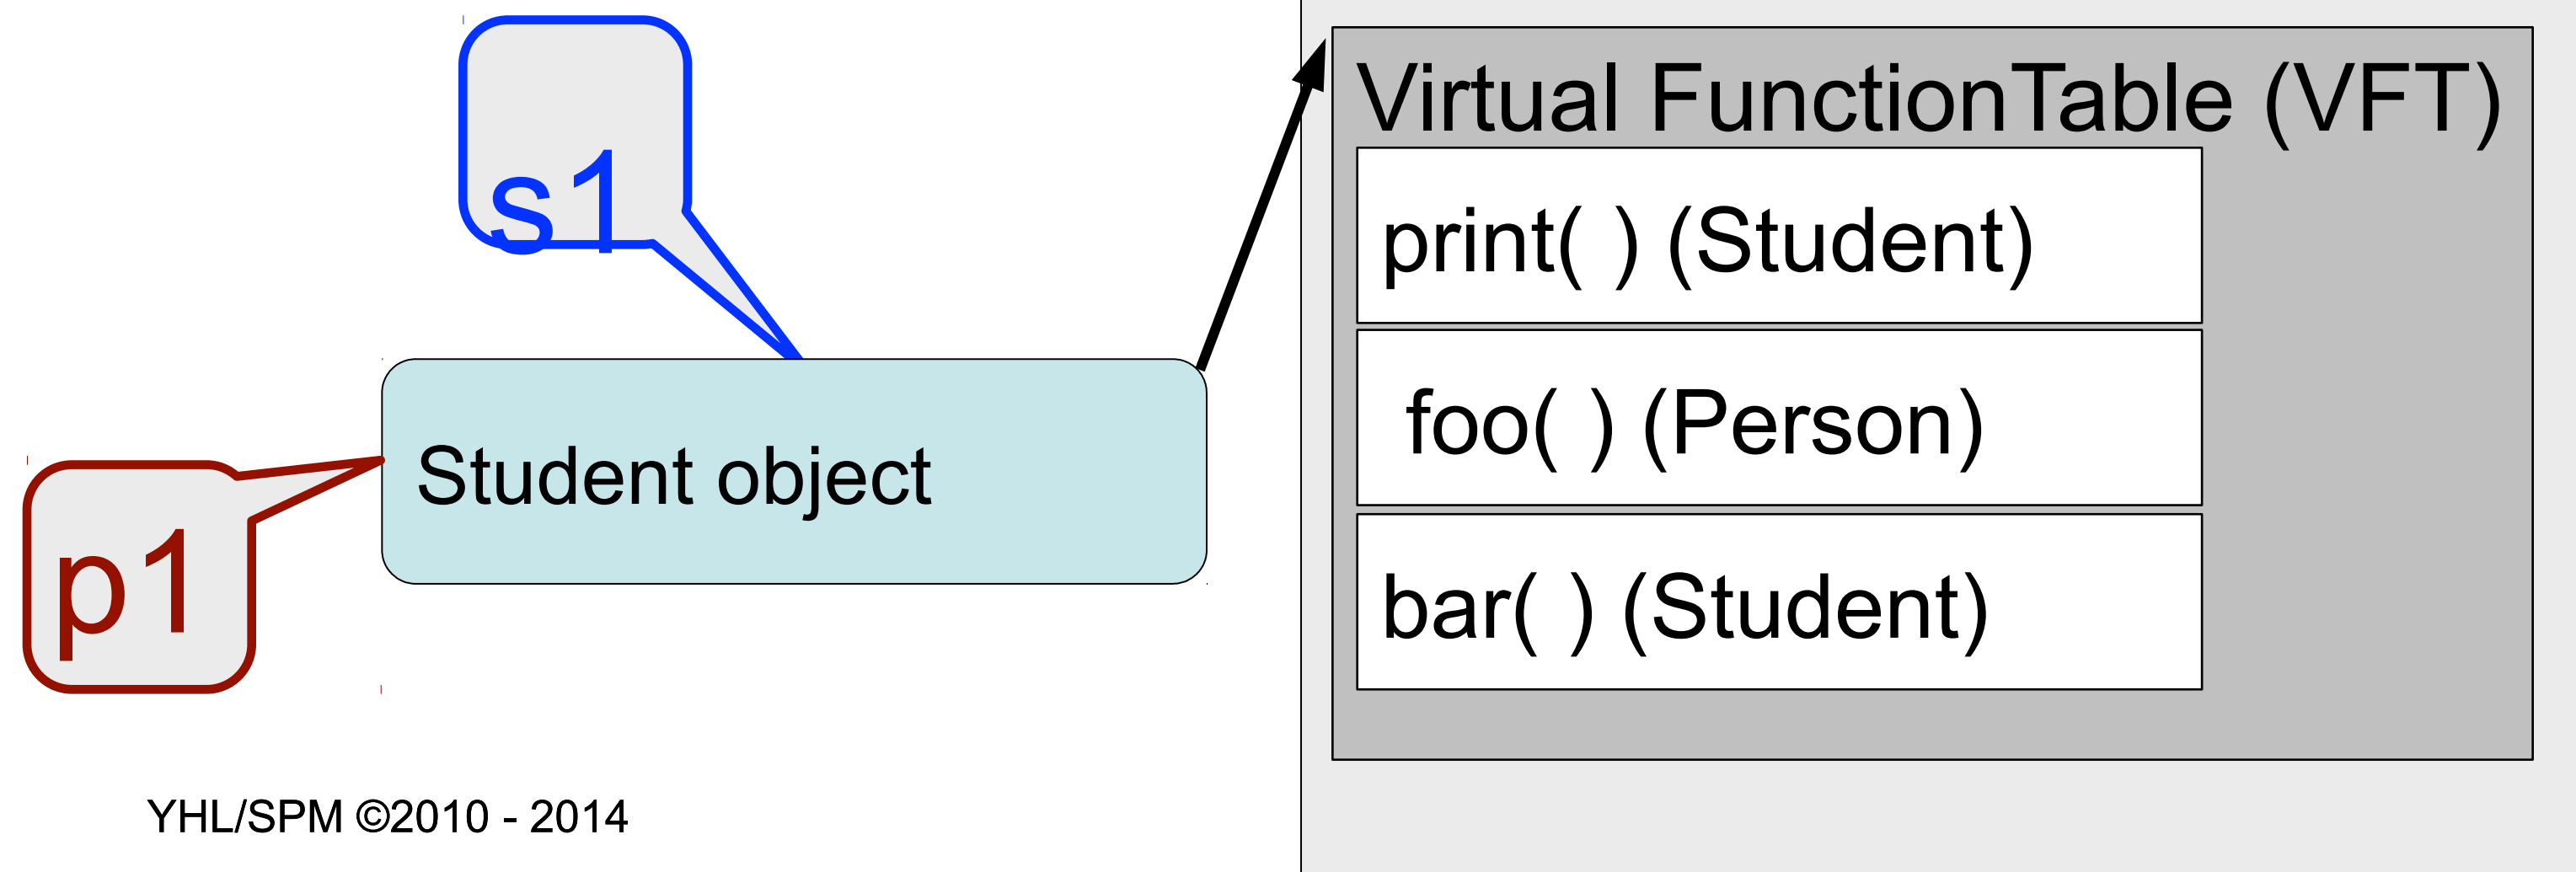 s1
Student object
p1
Virtual FunctionTable (VFT)
print( ) (Student)
foo( ) (Person)
bar( ) (Student)
YHL/SPM ©2010 - 2014